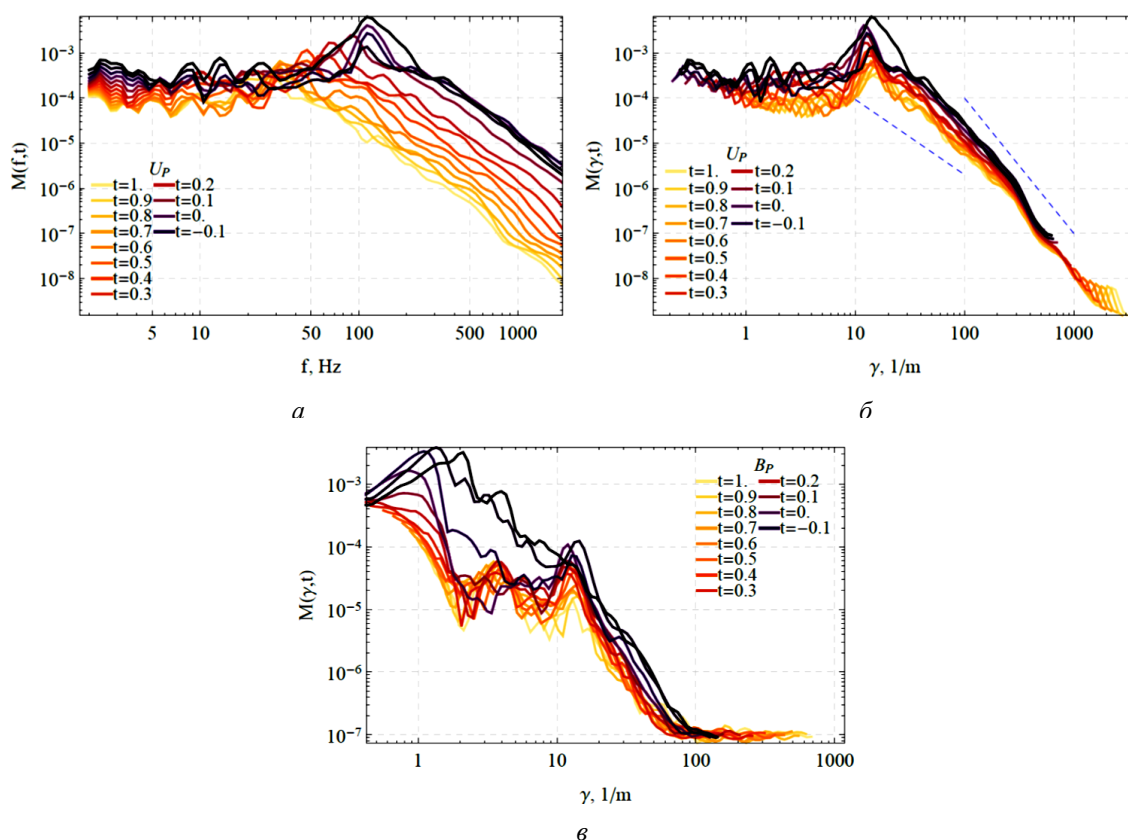 M(f,t)
10⁻³
10⁻⁴
10⁻⁵
10⁻⁶
10⁻⁷
10⁻⁸
U_P
t=1. t=0.2
t=0.9 t=0.1
t=0.8 t=0.
t=0.7 t=−0.1
t=0.6
t=0.5
t=0.4
t=0.3
5 10 50 100 500 1000
f, Hz
а
M(γ,t)
10⁻³
10⁻⁴
10⁻⁵
10⁻⁶
10⁻⁷
10⁻⁸
U_P
t=1. t=0.2
t=0.9 t=0.1
t=0.8 t=0.
t=0.7 t=−0.1
t=0.6
t=0.5
t=0.4
t=0.3
1 10 100 1000
γ, 1/m
б
M(γ,t)
10⁻³
10⁻⁴
10⁻⁵
10⁻⁶
10⁻⁷
B_P
t=1. t=0.2
t=0.9 t=0.1
t=0.8 t=0.
t=0.7 t=−0.1
t=0.6
t=0.5
t=0.4
t=0.3
1 10 100 1000
γ, 1/m
в